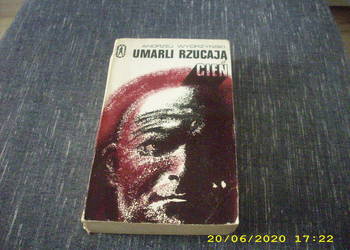 ANDRZEJ WYDRZYŃSKI
UMARLI RZUCAJĄ
CIEŃ
20/06/2020 17:22